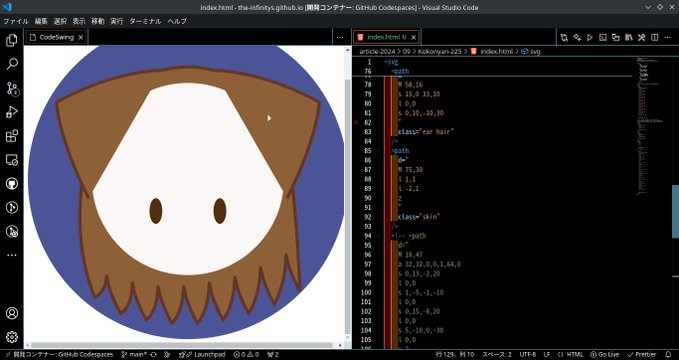 index.html - the-infinitys.github.io [開発コンテナー: GitHub Codespaces] - Visual Studio Code
ファイル 編集 選択 表示 移動 実行 ターミナル ヘルプ
CodeSwing
index.html U
article-2024 > 09 > Kokonyan-225 > index.html > svg
1 <svg
76 <path
78 M 58,16
79 s 15,0 33,10
80 l 0,0
81 s 0,10,-10,30
82 "
83 class="ear hair"
84 />
85 <path
86 d="
87 M 75,30
88 l 1,1
89 l -1,1
90 z
91 "
92 class="skin"
93 />
94 <!-- <path
95 d="
96 M 18,47
97 a 32,32,0,0,1,64,0
98 s 0,13,-2,20
99 l 0,0
100 s 1,-5,-1,-10
101 l 0,0
102 s 0,15,-8,20
103 l 0,0
104 s 5,-10,0,-30
105 l 0,0
開発コンテナー: GitHub Codespaces main* Launchpad 0 0 2 行 129、列 10 スペース: 2 UTF-8 LF HTML Go Live Prettier